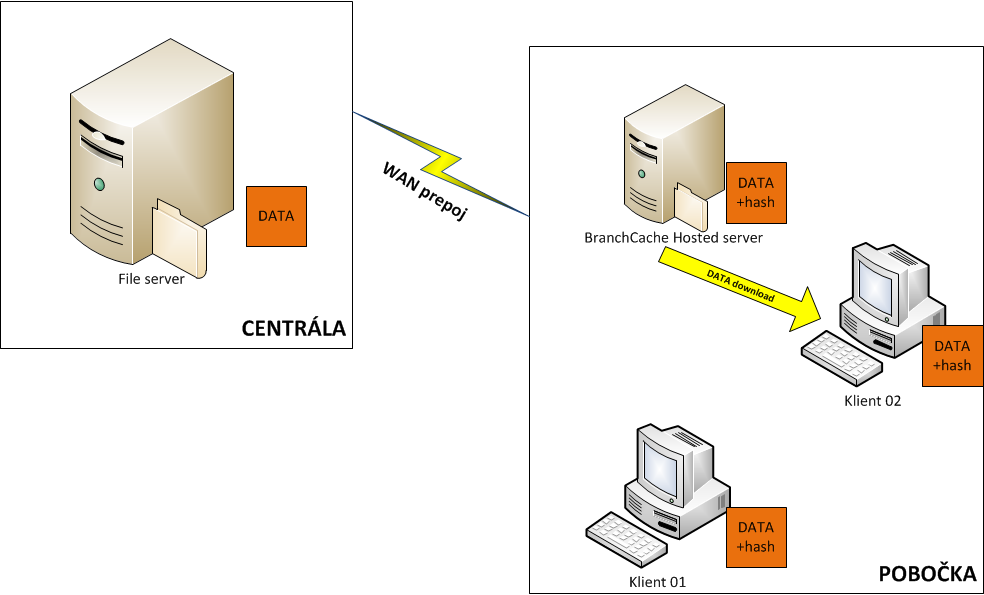 DATA
File server
CENTRÁLA
WAN prepoj
DATA
+hash
BranchCache Hosted server
DATA download
DATA
+hash
Klient 02
DATA
+hash
Klient 01
POBOČKA